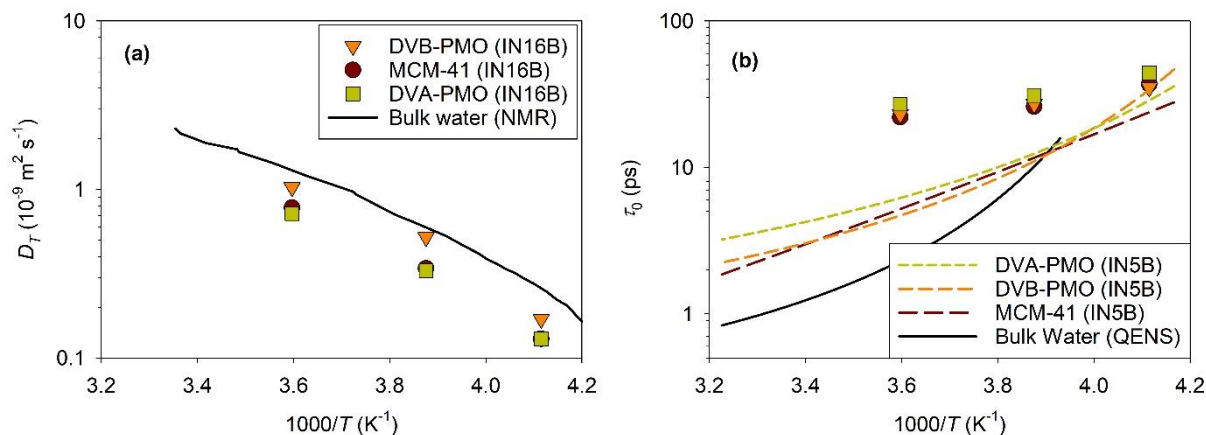 (a)
DVB-PMO (IN16B)
MCM-41 (IN16B)
DVA-PMO (IN16B)
Bulk water (NMR)
10
1
0.1
D_T (10⁻⁹ m² s⁻¹)
3.2 3.4 3.6 3.8 4.0 4.2
1000/T (K⁻¹)
(b)
100
10
1
τ₀ (ps)
DVA-PMO (IN5B)
DVB-PMO (IN5B)
MCM-41 (IN5B)
Bulk Water (QENS)
3.2 3.4 3.6 3.8 4.0 4.2
1000/T (K⁻¹)